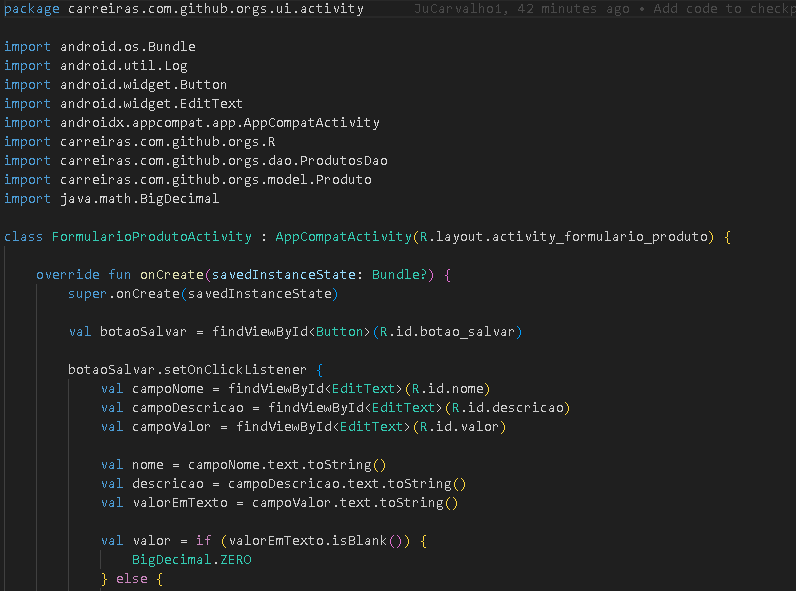 package carreiras.com.github.orgs.ui.activity JuCarvalho1, 42 minutes ago • Add code to checkp
import android.os.Bundle
import android.util.Log
import android.widget.Button
import android.widget.EditText
import androidx.appcompat.app.AppCompatActivity
import carreiras.com.github.orgs.R
import carreiras.com.github.orgs.dao.ProdutosDao
import carreiras.com.github.orgs.model.Produto
import java.math.BigDecimal
class FormularioProdutoActivity : AppCompatActivity(R.layout.activity_formulario_produto) {
override fun onCreate(savedInstanceState: Bundle?) {
super.onCreate(savedInstanceState)
val botaoSalvar = findViewById<Button>(R.id.botao_salvar)
botaoSalvar.setOnClickListener {
val campoNome = findViewById<EditText>(R.id.nome)
val campoDescricao = findViewById<EditText>(R.id.descricao)
val campoValor = findViewById<EditText>(R.id.valor)
val nome = campoNome.text.toString()
val descricao = campoDescricao.text.toString()
val valorEmTexto = campoValor.text.toString()
val valor = if (valorEmTexto.isBlank()) {
BigDecimal.ZERO
} else {